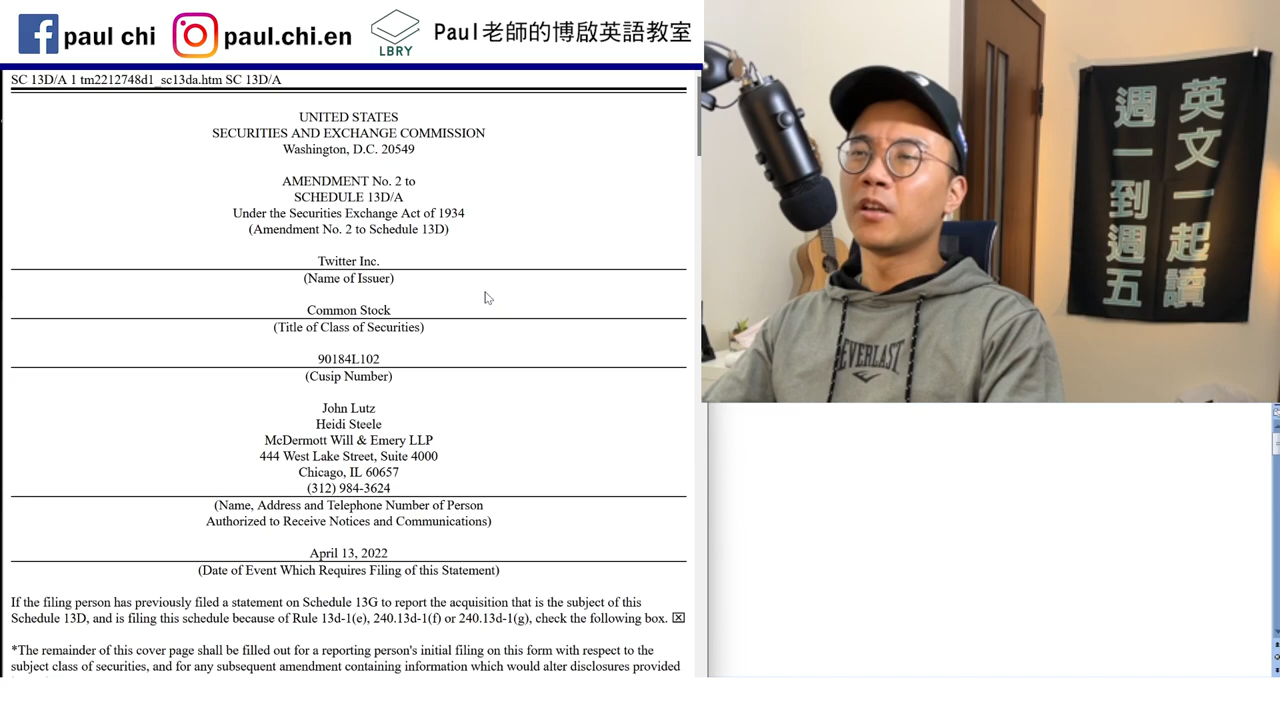 paul chi
paul.chi.en
LBRY
Paul老師的博啟英語教室
SC 13D/A 1 tm2212748d1_sc13da.htm SC 13D/A
UNITED STATES
SECURITIES AND EXCHANGE COMMISSION
Washington, D.C. 20549
AMENDMENT No. 2 to
SCHEDULE 13D/A
Under the Securities Exchange Act of 1934
(Amendment No. 2 to Schedule 13D)
Twitter Inc.
(Name of Issuer)
Common Stock
(Title of Class of Securities)
90184L102
(Cusip Number)
John Lutz
Heidi Steele
McDermott Will & Emery LLP
444 West Lake Street, Suite 4000
Chicago, IL 60657
(312) 984-3624
(Name, Address and Telephone Number of Person
Authorized to Receive Notices and Communications)
April 13, 2022
(Date of Event Which Requires Filing of this Statement)
If the filing person has previously filed a statement on Schedule 13G to report the acquisition that is the subject of this
Schedule 13D, and is filing this schedule because of Rule 13d-1(e), 240.13d-1(f) or 240.13d-1(g), check the following box. ☒
*The remainder of this cover page shall be filled out for a reporting person's initial filing on this form with respect to the
subject class of securities, and for any subsequent amendment containing information which would alter disclosures provided
英文一起讀
週一到週五
EVERLAST